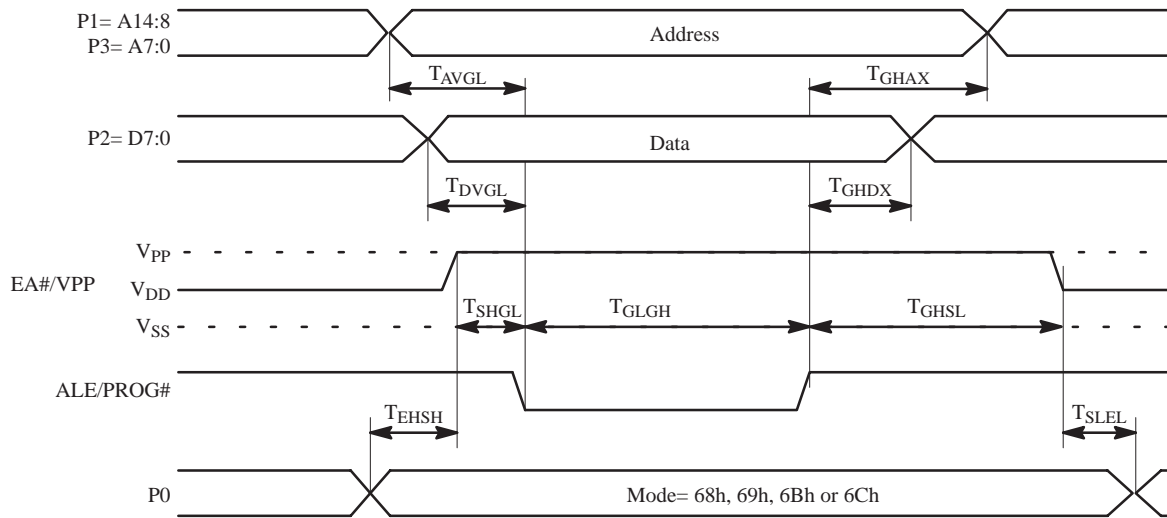 P1= A14:8
P3= A7:0
Address
TAVGL
TGHAX
P2= D7:0
Data
TDVGL
TGHDX
VPP
EA#/VPP
VDD
TSHGL
TGLGH
TGHSL
VSS
ALE/PROG#
TEHSH
TSLEL
P0
Mode= 68h, 69h, 6Bh or 6Ch